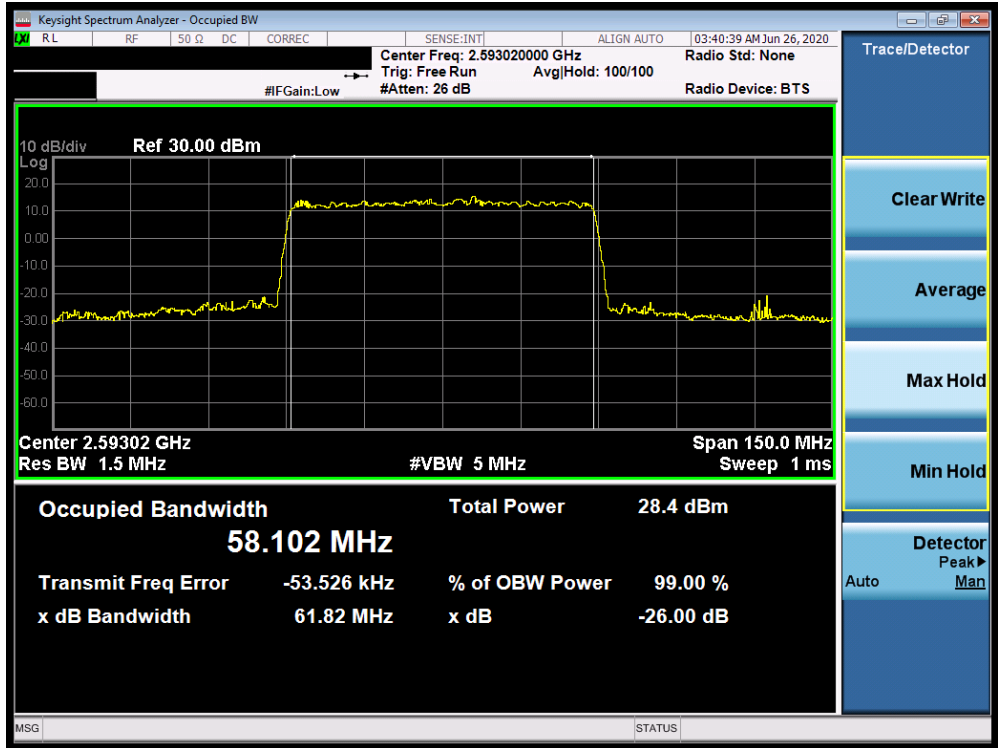 Keysight Spectrum Analyzer - Occupied BW
LXI RL RF 50 Ω DC CORREC SENSE:INT ALIGN AUTO 03:40:39 AM Jun 26, 2020
Center Freq: 2.593020000 GHz Radio Std: None
Trig: Free Run Avg|Hold: 100/100
#IFGain:Low #Atten: 26 dB Radio Device: BTS
Trace/Detector
10 dB/div Ref 30.00 dBm
Log
20.0
10.0
0.00
-10.0
-20.0
-30.0
-40.0
-50.0
-60.0
Center 2.59302 GHz Span 150.0 MHz
Res BW 1.5 MHz #VBW 5 MHz Sweep 1 ms
Occupied Bandwidth Total Power 28.4 dBm
58.102 MHz
Transmit Freq Error -53.526 kHz % of OBW Power 99.00 %
x dB Bandwidth 61.82 MHz x dB -26.00 dB
Clear Write
Average
Max Hold
Min Hold
Detector
Peak▶
Auto Man
MSG STATUS